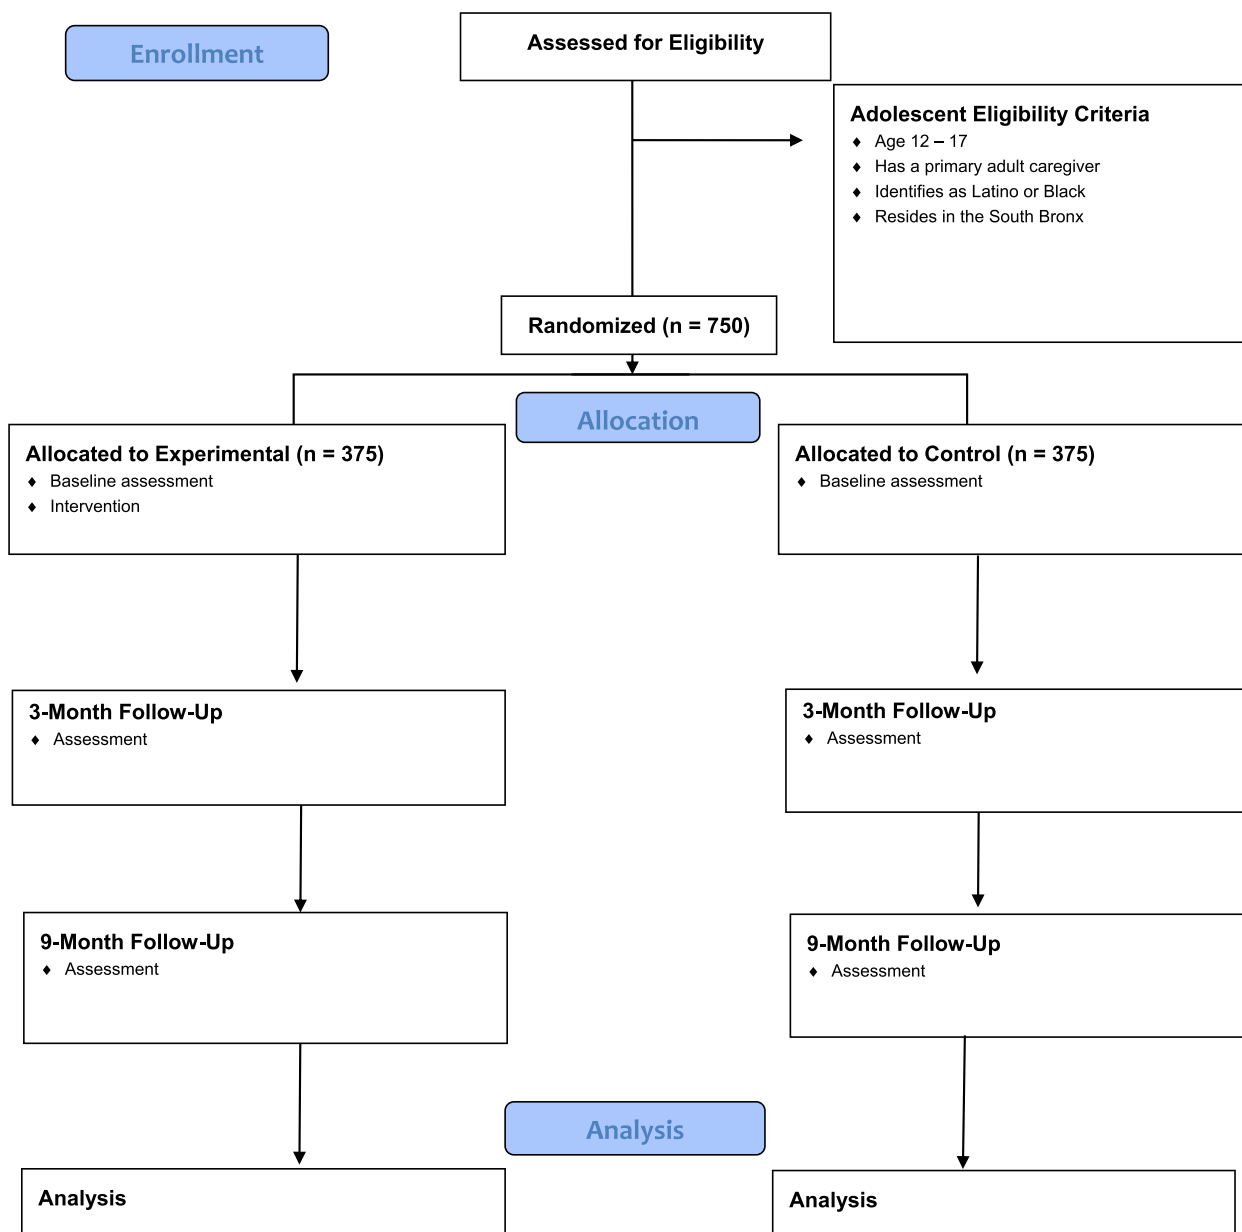 Enrollment
Assessed for Eligibility
Adolescent Eligibility Criteria
♦ Age 12 – 17
♦ Has a primary adult caregiver
♦ Identifies as Latino or Black
♦ Resides in the South Bronx
Randomized (n = 750)
Allocation
Allocated to Experimental (n = 375)
♦ Baseline assessment
♦ Intervention
Allocated to Control (n = 375)
♦ Baseline assessment
3-Month Follow-Up
♦ Assessment
3-Month Follow-Up
♦ Assessment
9-Month Follow-Up
♦ Assessment
9-Month Follow-Up
♦ Assessment
Analysis
Analysis
Analysis